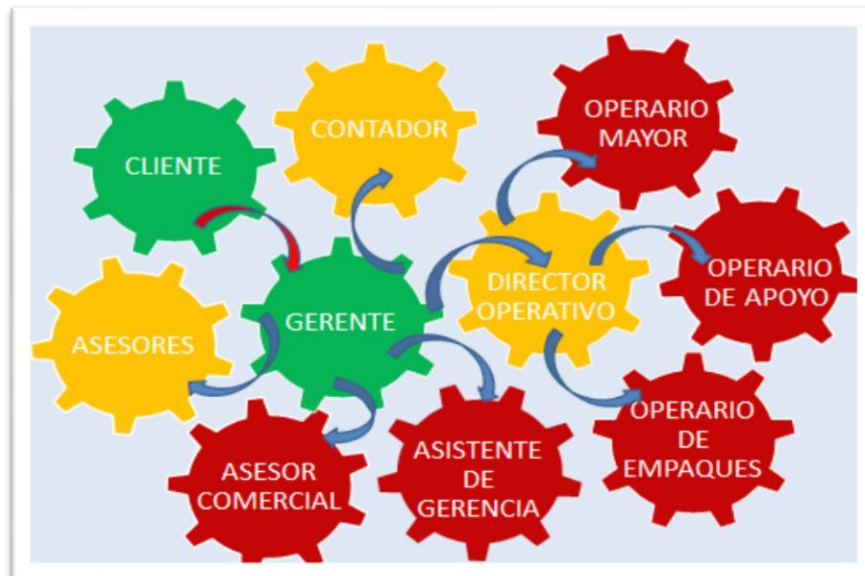 CLIENTE
CONTADOR
OPERARIO
MAYOR
ASESORES
GERENTE
DIRECTOR
OPERATIVO
OPERARIO
DE APOYO
ASESOR
COMERCIAL
ASISTENTE
DE
GERENCIA
OPERARIO
DE
EMPAQUES